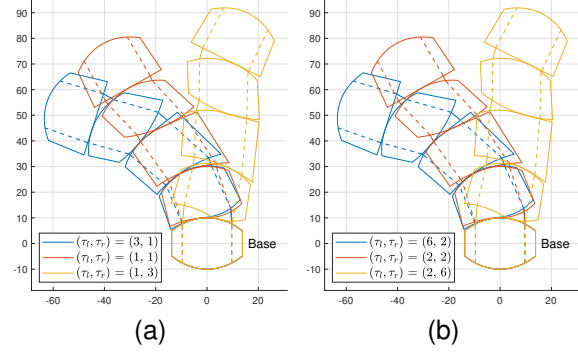 90
80
70
60
50
40
30
20
10
0
-10
-60 -40 -20 0 20
Base
(τl, τr) = (3, 1)
(τl, τr) = (1, 1)
(τl, τr) = (1, 3)
(a)
90
80
70
60
50
40
30
20
10
0
-10
-60 -40 -20 0 20
Base
(τl, τr) = (6, 2)
(τl, τr) = (2, 2)
(τl, τr) = (2, 6)
(b)